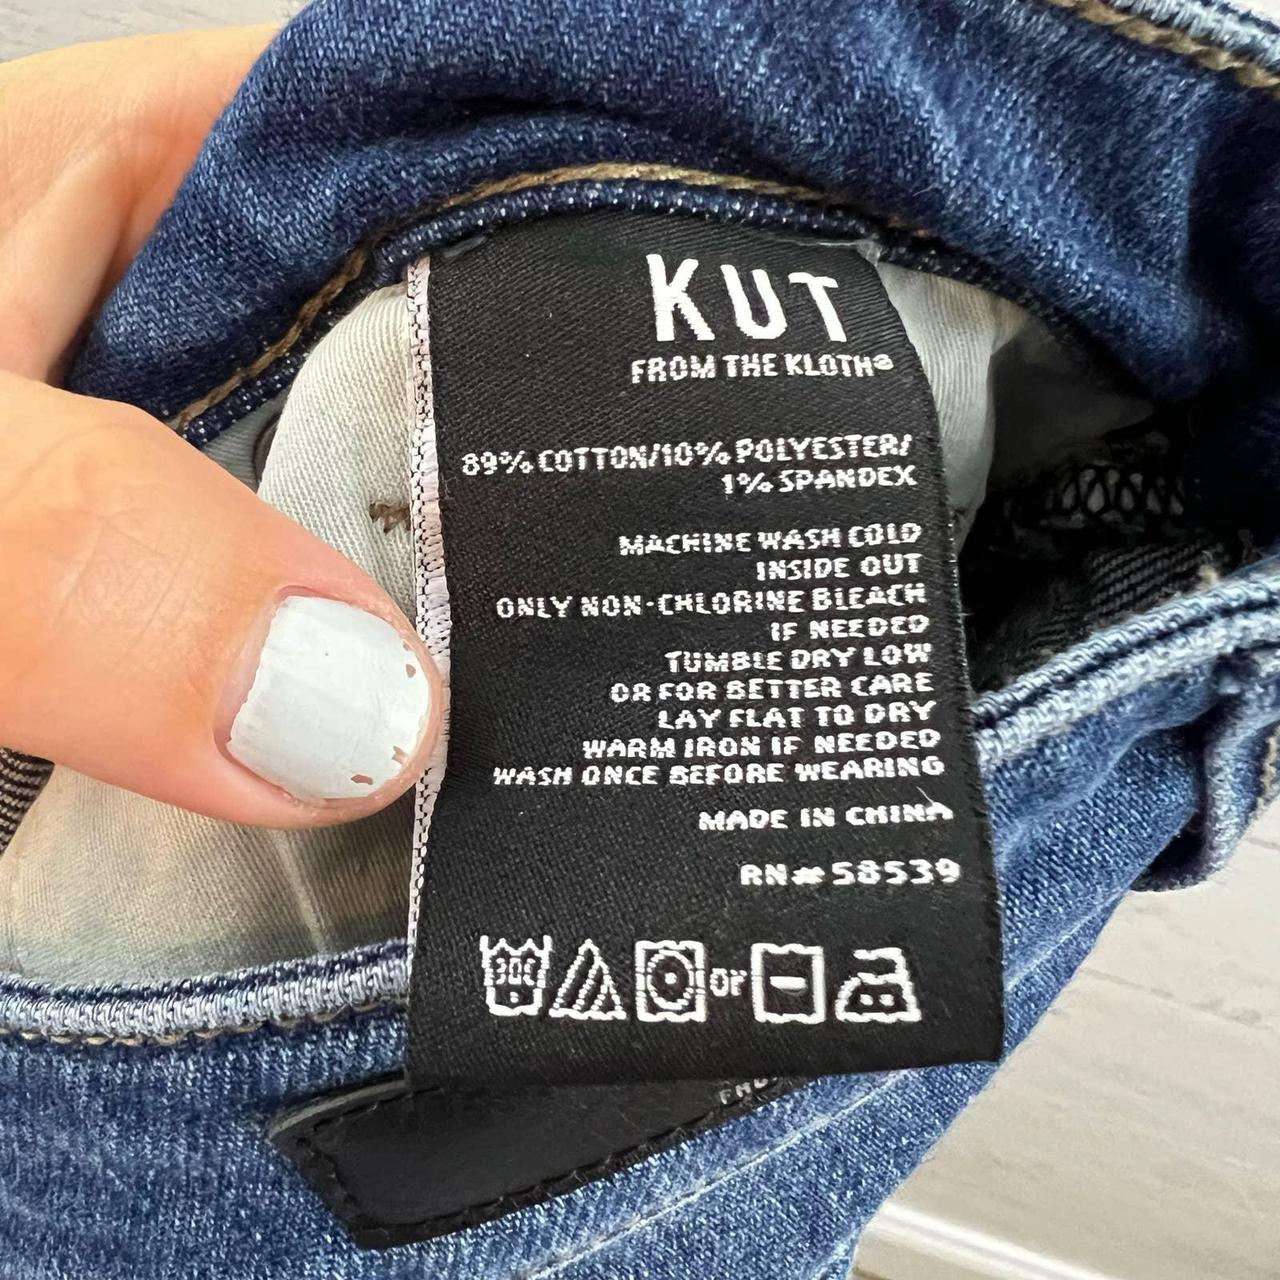 KUT
FROM THE KLOTH®
89% COTTON/10% POLYESTER/
1% SPANDEX
MACHINE WASH COLD
INSIDE OUT
ONLY NON-CHLORINE BLEACH
IF NEEDED
TUMBLE DRY LOW
OR FOR BETTER CARE
LAY FLAT TO DRY
WARM IRON IF NEEDED
WASH ONCE BEFORE WEARING
MADE IN CHINA
RN#58539
30C or